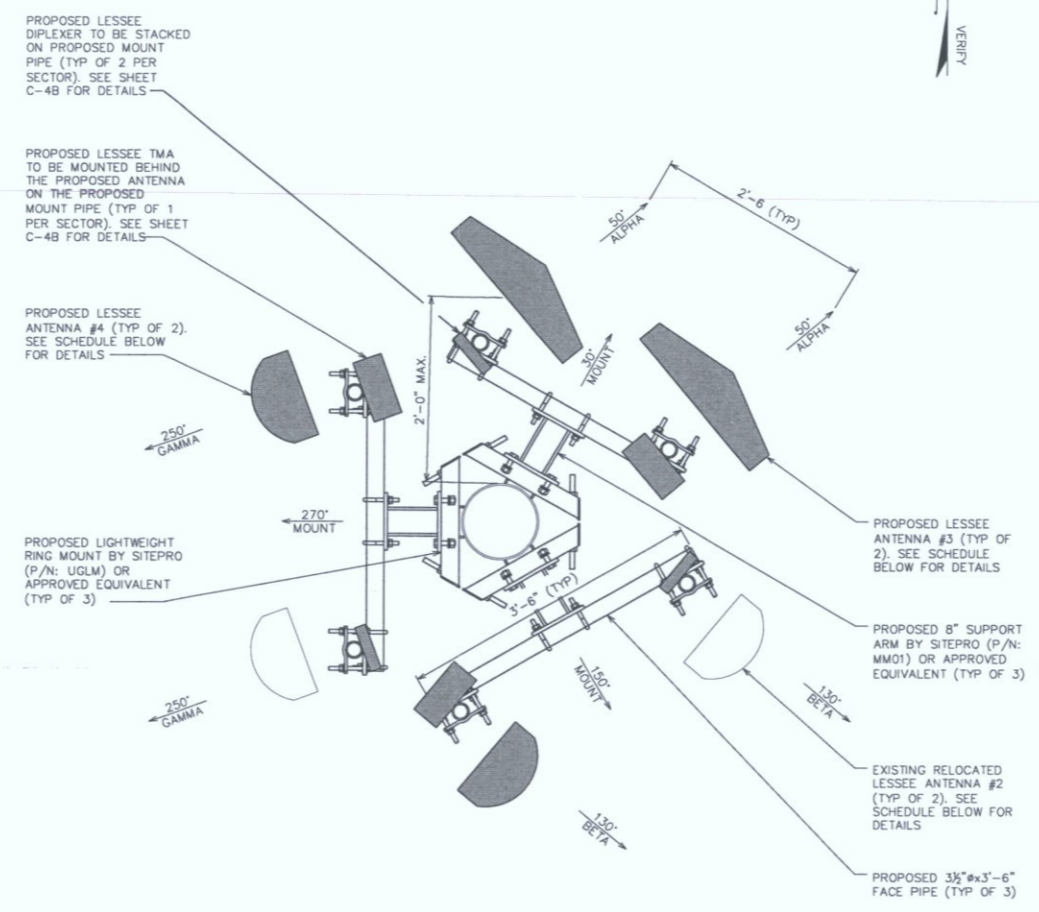 PROPOSED LESSEE
DIPLEXER TO BE STACKED
ON PROPOSED MOUNT
PIPE (TYP OF 2 PER
SECTOR). SEE SHEET
C-4B FOR DETAILS
PROPOSED LESSEE TMA
TO BE MOUNTED BEHIND
THE PROPOSED ANTENNA
ON THE PROPOSED
MOUNT PIPE (TYP OF 1
PER SECTOR). SEE SHEET
C-4B FOR DETAILS
PROPOSED LESSEE
ANTENNA #4 (TYP OF 2).
SEE SCHEDULE BELOW
FOR DETAILS
PROPOSED LIGHTWEIGHT
RING MOUNT BY SITEPRO
(P/N: UGLM) OR
APPROVED EQUIVALENT
(TYP OF 3)
VERIFY
2'-6 (TYP)
50°
ALPHA
50°
ALPHA
30°
MOUNT
2'-0" MAX.
250°
GAMMA
270°
MOUNT
250°
GAMMA
3'-6" (TYP)
150°
MOUNT
130°
BETA
130°
BETA
PROPOSED LESSEE
ANTENNA #3 (TYP OF
2). SEE SCHEDULE
BELOW FOR DETAILS
PROPOSED 8" SUPPORT
ARM BY SITEPRO (P/N:
MM01) OR APPROVED
EQUIVALENT (TYP OF 3)
EXISTING RELOCATED
LESSEE ANTENNA #2
(TYP OF 2). SEE
SCHEDULE BELOW FOR
DETAILS
PROPOSED 3½"øx3'-6"
FACE PIPE (TYP OF 3)